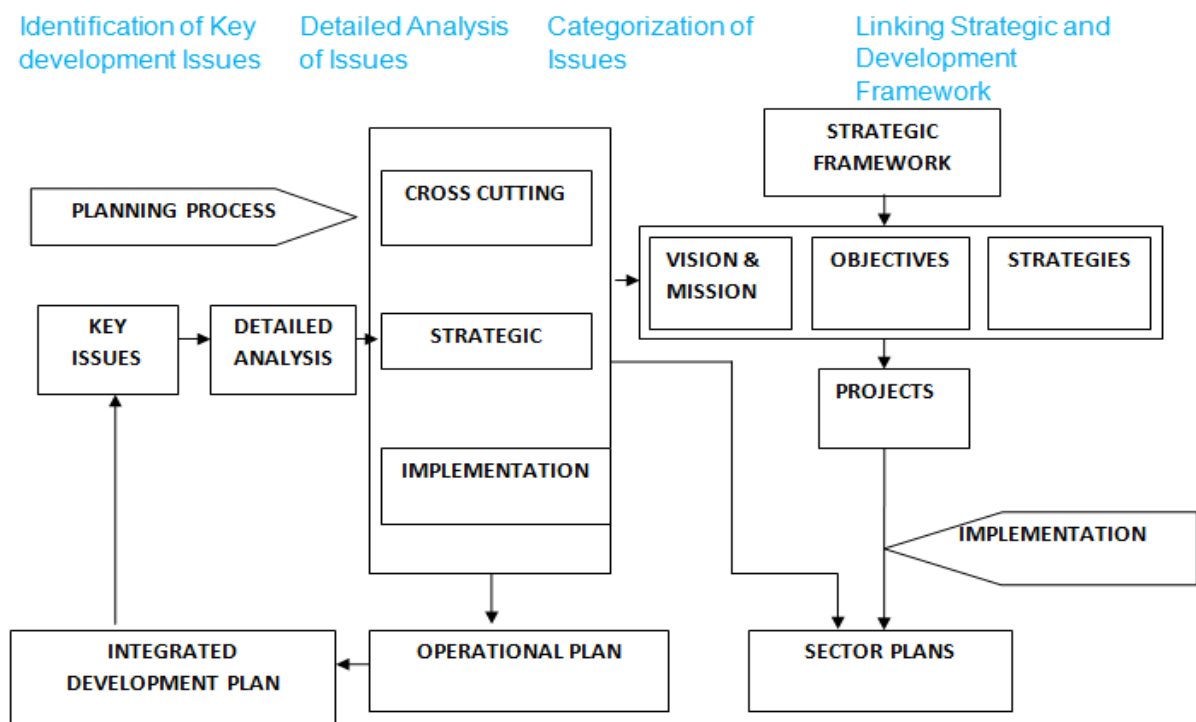 Identification of Key
development Issues
Detailed Analysis
of Issues
Categorization of
Issues
Linking Strategic and
Development
Framework
STRATEGIC
FRAMEWORK
PLANNING PROCESS
CROSS CUTTING
VISION &
MISSION
OBJECTIVES
STRATEGIES
KEY
ISSUES
DETAILED
ANALYSIS
STRATEGIC
PROJECTS
IMPLEMENTATION
IMPLEMENTATION
INTEGRATED
DEVELOPMENT PLAN
OPERATIONAL PLAN
SECTOR PLANS